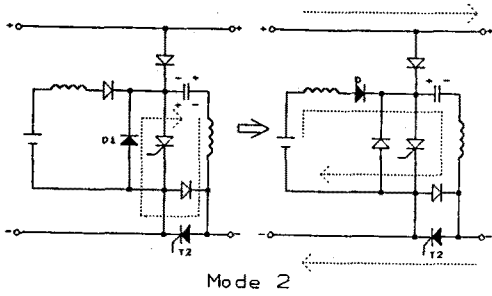 + +
+ +
- +
+ -
+ -
D
D1
- -
- -
T2
T2
Mode 2